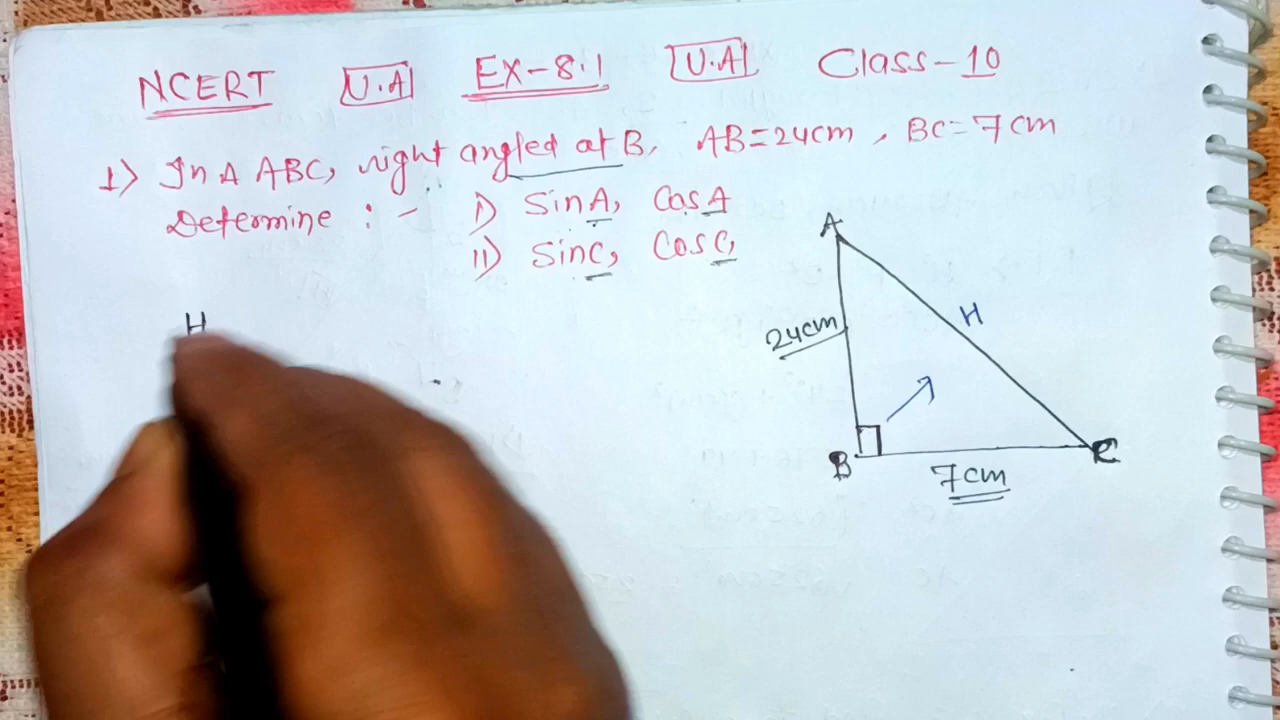 NCERT U.A EX-8.1 U.A Class-10
1) In Δ ABC, right angled at B, AB=24cm, BC=7cm
Determine :- I) SinA, CosA
II) Sinc, Cosc,
A
24cm
H
H
B
C
7cm